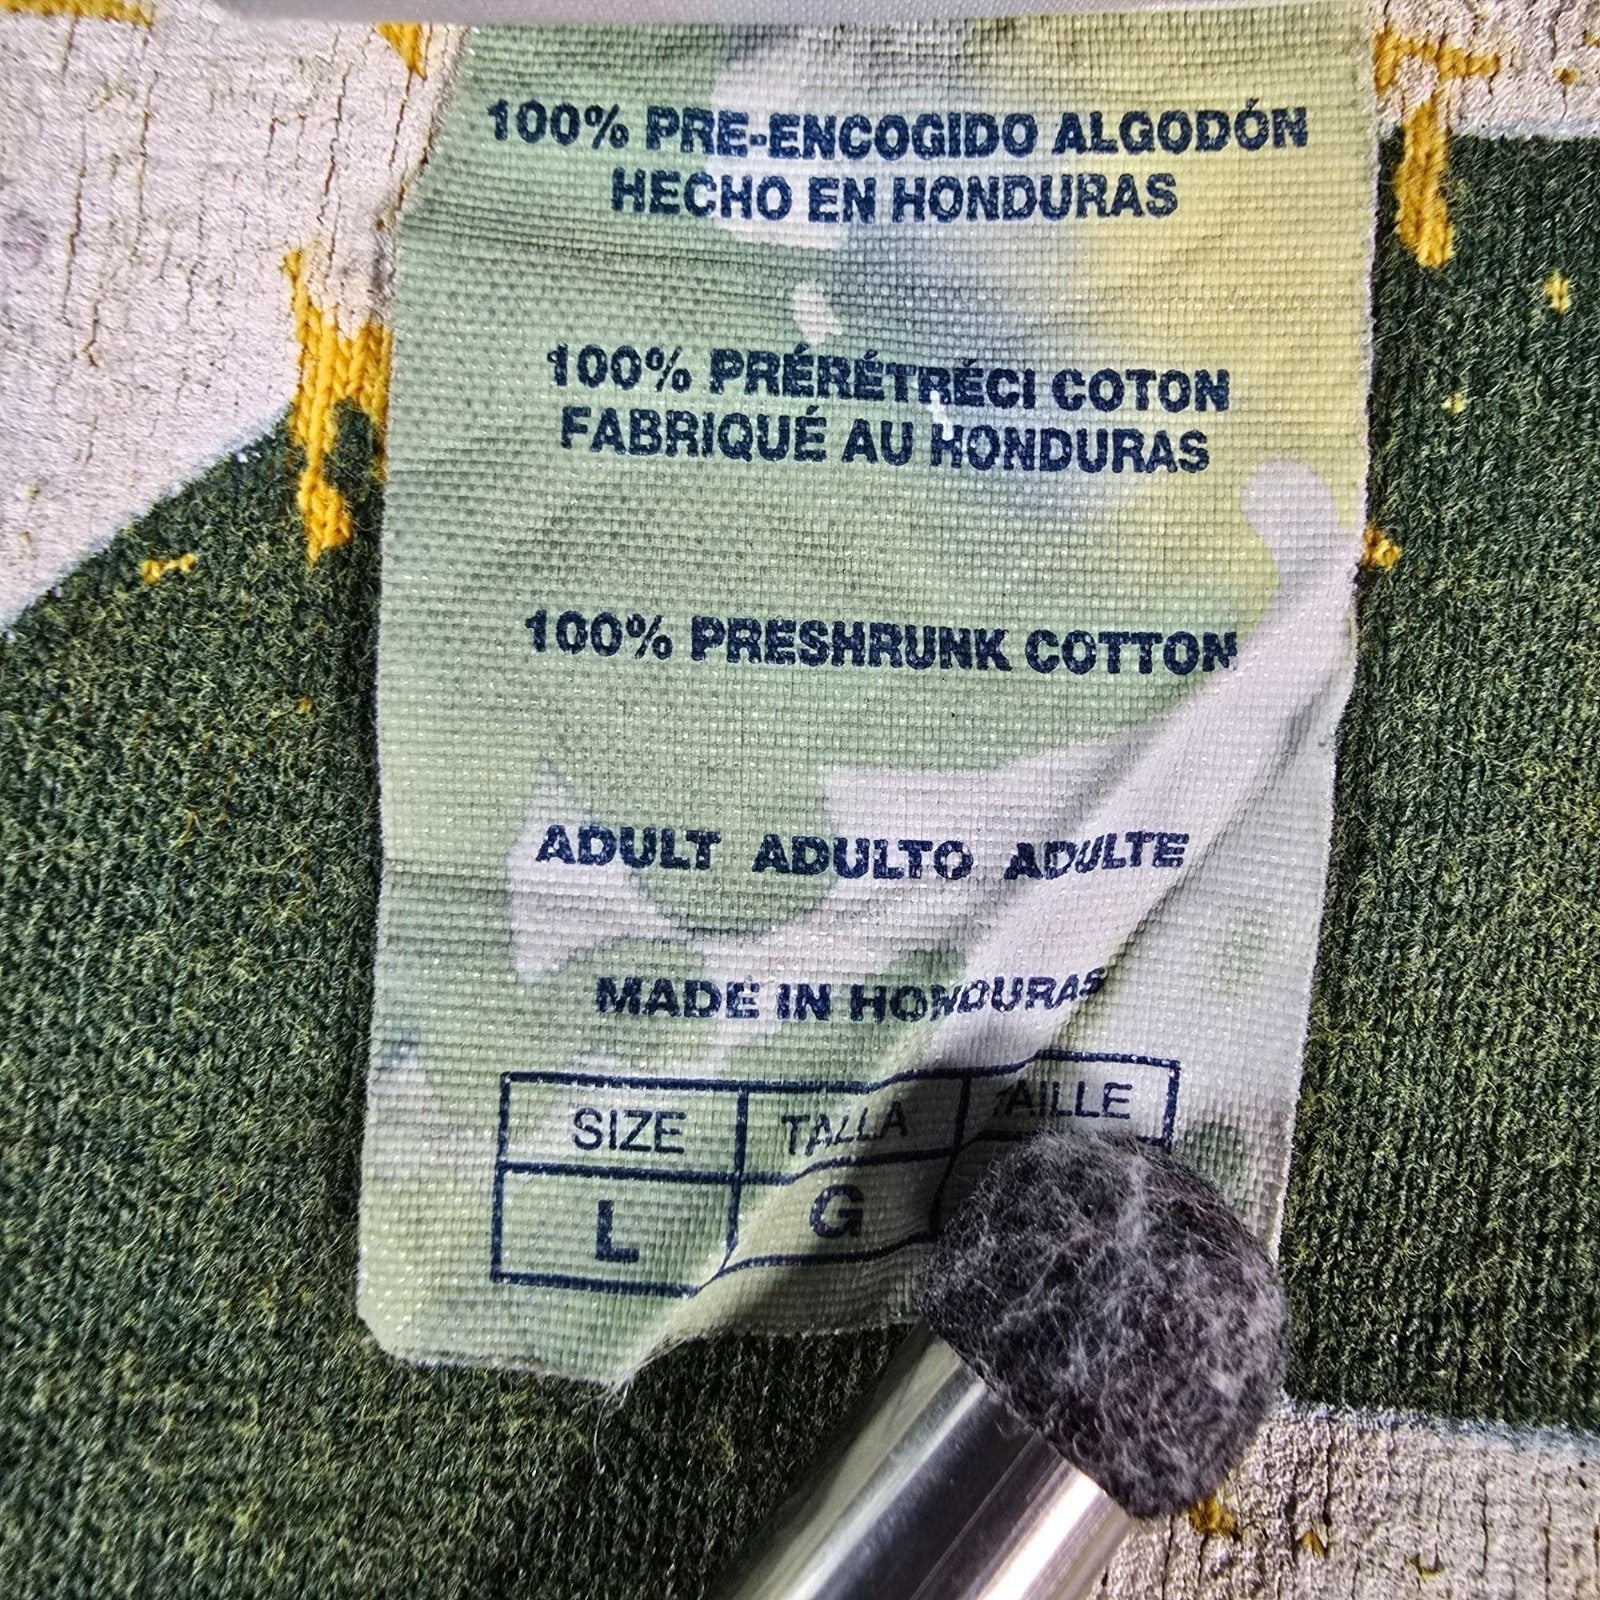 100% PRE-ENCOGIDO ALGODÓN
HECHO EN HONDURAS
100% PRÉRÉTRÉCI COTON
FABRIQUÉ AU HONDURAS
100% PRESHRUNK COTTON
ADULT ADULTO ADULTE
MADE IN HONDURAS
SIZE TALLA TAILLE
L G